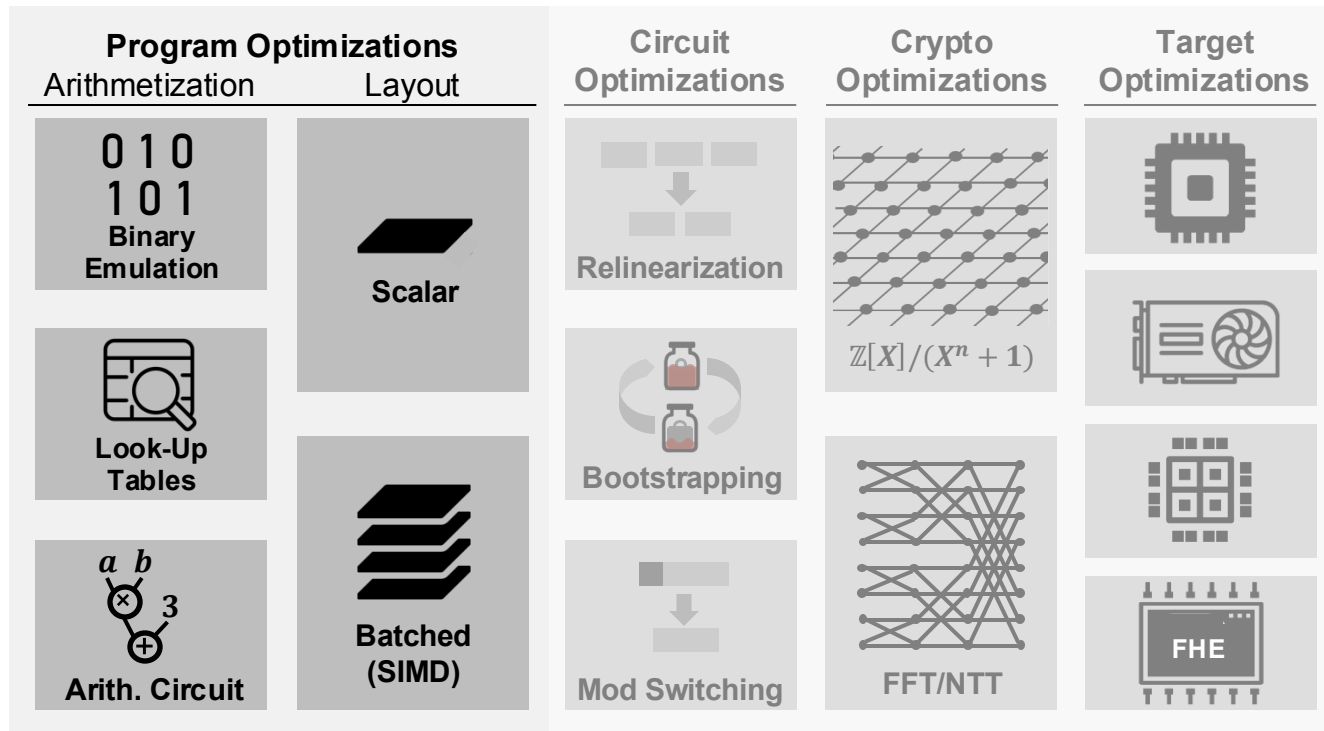 Program Optimizations
Arithmetization
Layout
0 1 0
1 0 1
Binary
Emulation
Look-Up
Tables
a b
×
3
+
Arith. Circuit
Scalar
Batched
(SIMD)
Circuit
Optimizations
Relinearization
Bootstrapping
Mod Switching
Crypto
Optimizations
ℤ[X]/(Xⁿ + 1)
FFT/NTT
Target
Optimizations
FHE